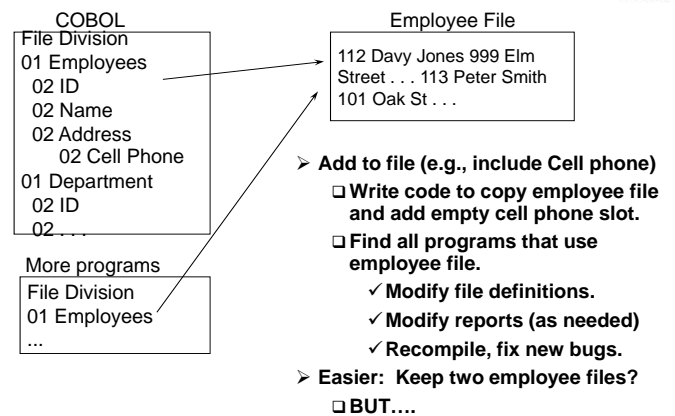 COBOL
File Division
01 Employees
02 ID
02 Name
02 Address
02 Cell Phone
01 Department
02 ID
02 . . .
More programs
File Division
01 Employees
...
Employee File
112 Davy Jones 999 Elm
Street . . . 113 Peter Smith
101 Oak St . . .
➢ Add to file (e.g., include Cell phone)
❑ Write code to copy employee file
and add empty cell phone slot.
❑ Find all programs that use
employee file.
✓ Modify file definitions.
✓ Modify reports (as needed)
✓ Recompile, fix new bugs.
➢ Easier: Keep two employee files?
❑ BUT….